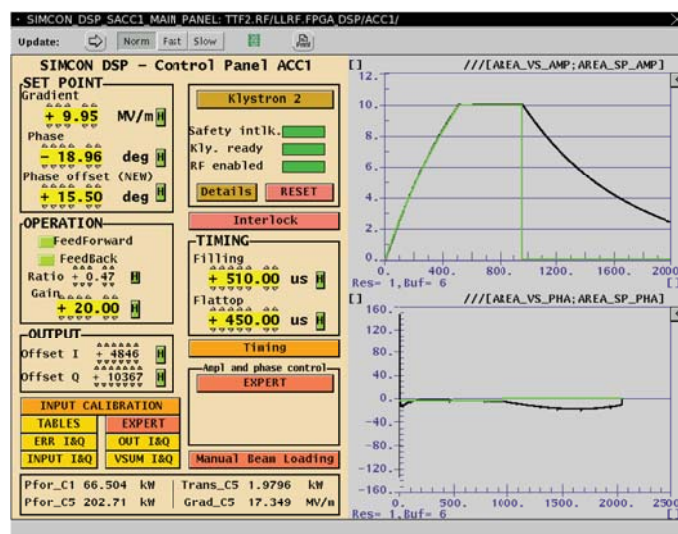 SIMCON_DSP_SACC1_MAIN_PANEL: TTF2.RF/LLRF.FPGA_DSP/ACC1/
Update: Norm Fast Slow Print
SIMCON DSP - Control Panel ACC1
SET POINT
Gradient
+ 9.95 MV/m H
Phase
- 18.96 deg H
Phase offset (NEW)
+ 15.50 deg H
OPERATION
FeedForward
FeedBack
Ratio + 0.47 H
Gain
+ 20.00 H
OUTPUT
Offset I + 4846 H
Offset Q + 10367 H
INPUT CALIBRATION
TABLES EXPERT
ERR I&Q OUT I&Q
INPUT I&Q VSUM I&Q
Klystron 2
Safety intlk.
Kly. ready
RF enabled
Details RESET
Interlock
TIMING
Filling
+ 510.00 us H
Flattop
+ 450.00 us H
Timing
Ampl and phase control
EXPERT
Manual Beam Loading
Pfor_C1 66.504 kW Trans_C5 1.9796 kW
Pfor_C5 202.71 kW Grad_C5 17.349 MV/m
[] ///[AREA_VS_AMP;AREA_SP_AMP]
12.
10.
8.
6.
4.
2.
0.
0. 400. 800. 1200. 1600. 2000
Res= 1,Buf= 6 []
[] ///[AREA_VS_PHA;AREA_SP_PHA]
160.
120.
80.
40.
0.
-40.
-80.
-120.
-160.
0. 500. 1000. 1500. 2000. 2500
Res= 1,Buf= 6 []